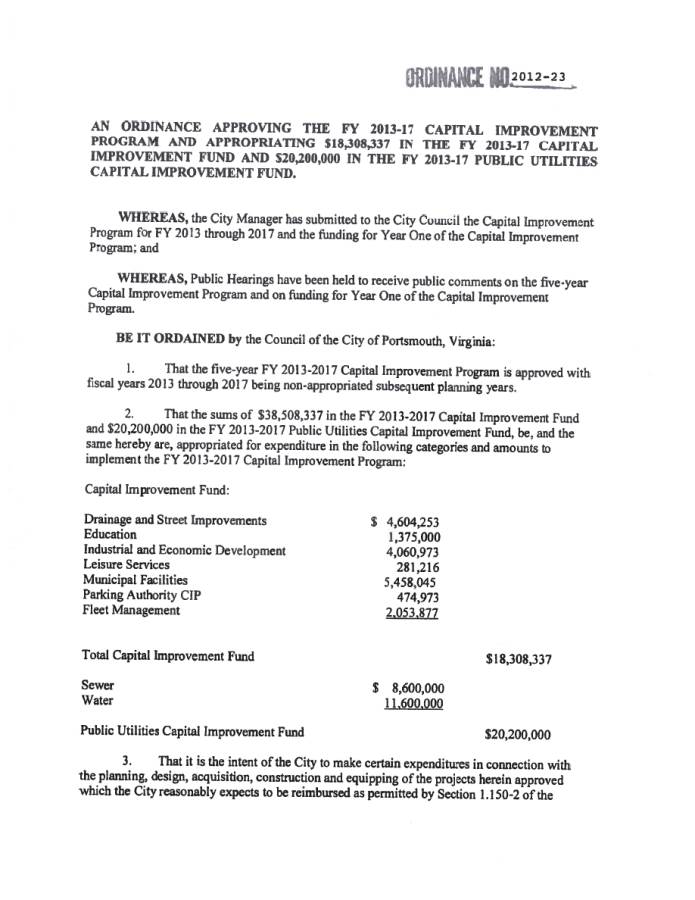 ORDINANCE NO. 2012-23
AN ORDINANCE APPROVING THE FY 2013-17 CAPITAL IMPROVEMENT
PROGRAM AND APPROPRIATING $18,308,337 IN THE FY 2013-17 CAPITAL
IMPROVEMENT FUND AND $20,200,000 IN THE FY 2013-17 PUBLIC UTILITIES
CAPITAL IMPROVEMENT FUND.
WHEREAS, the City Manager has submitted to the City Council the Capital Improvement
Program for FY 2013 through 2017 and the funding for Year One of the Capital Improvement
Program; and
WHEREAS, Public Hearings have been held to receive public comments on the five-year
Capital Improvement Program and on funding for Year One of the Capital Improvement
Program.
BE IT ORDAINED by the Council of the City of Portsmouth, Virginia:
1. That the five-year FY 2013-2017 Capital Improvement Program is approved with
fiscal years 2013 through 2017 being non-appropriated subsequent planning years.
2. That the sums of $38,508,337 in the FY 2013-2017 Capital Improvement Fund
and $20,200,000 in the FY 2013-2017 Public Utilities Capital Improvement Fund, be, and the
same hereby are, appropriated for expenditure in the following categories and amounts to
implement the FY 2013-2017 Capital Improvement Program:
Capital Improvement Fund:
Drainage and Street Improvements $ 4,604,253
Education 1,375,000
Industrial and Economic Development 4,060,973
Leisure Services 281,216
Municipal Facilities 5,458,045
Parking Authority CIP 474,973
Fleet Management 2,053,877
Total Capital Improvement Fund $18,308,337
Sewer $ 8,600,000
Water 11,600,000
Public Utilities Capital Improvement Fund $20,200,000
3. That it is the intent of the City to make certain expenditures in connection with
the planning, design, acquisition, construction and equipping of the projects herein approved
which the City reasonably expects to be reimbursed as permitted by Section 1.150-2 of the